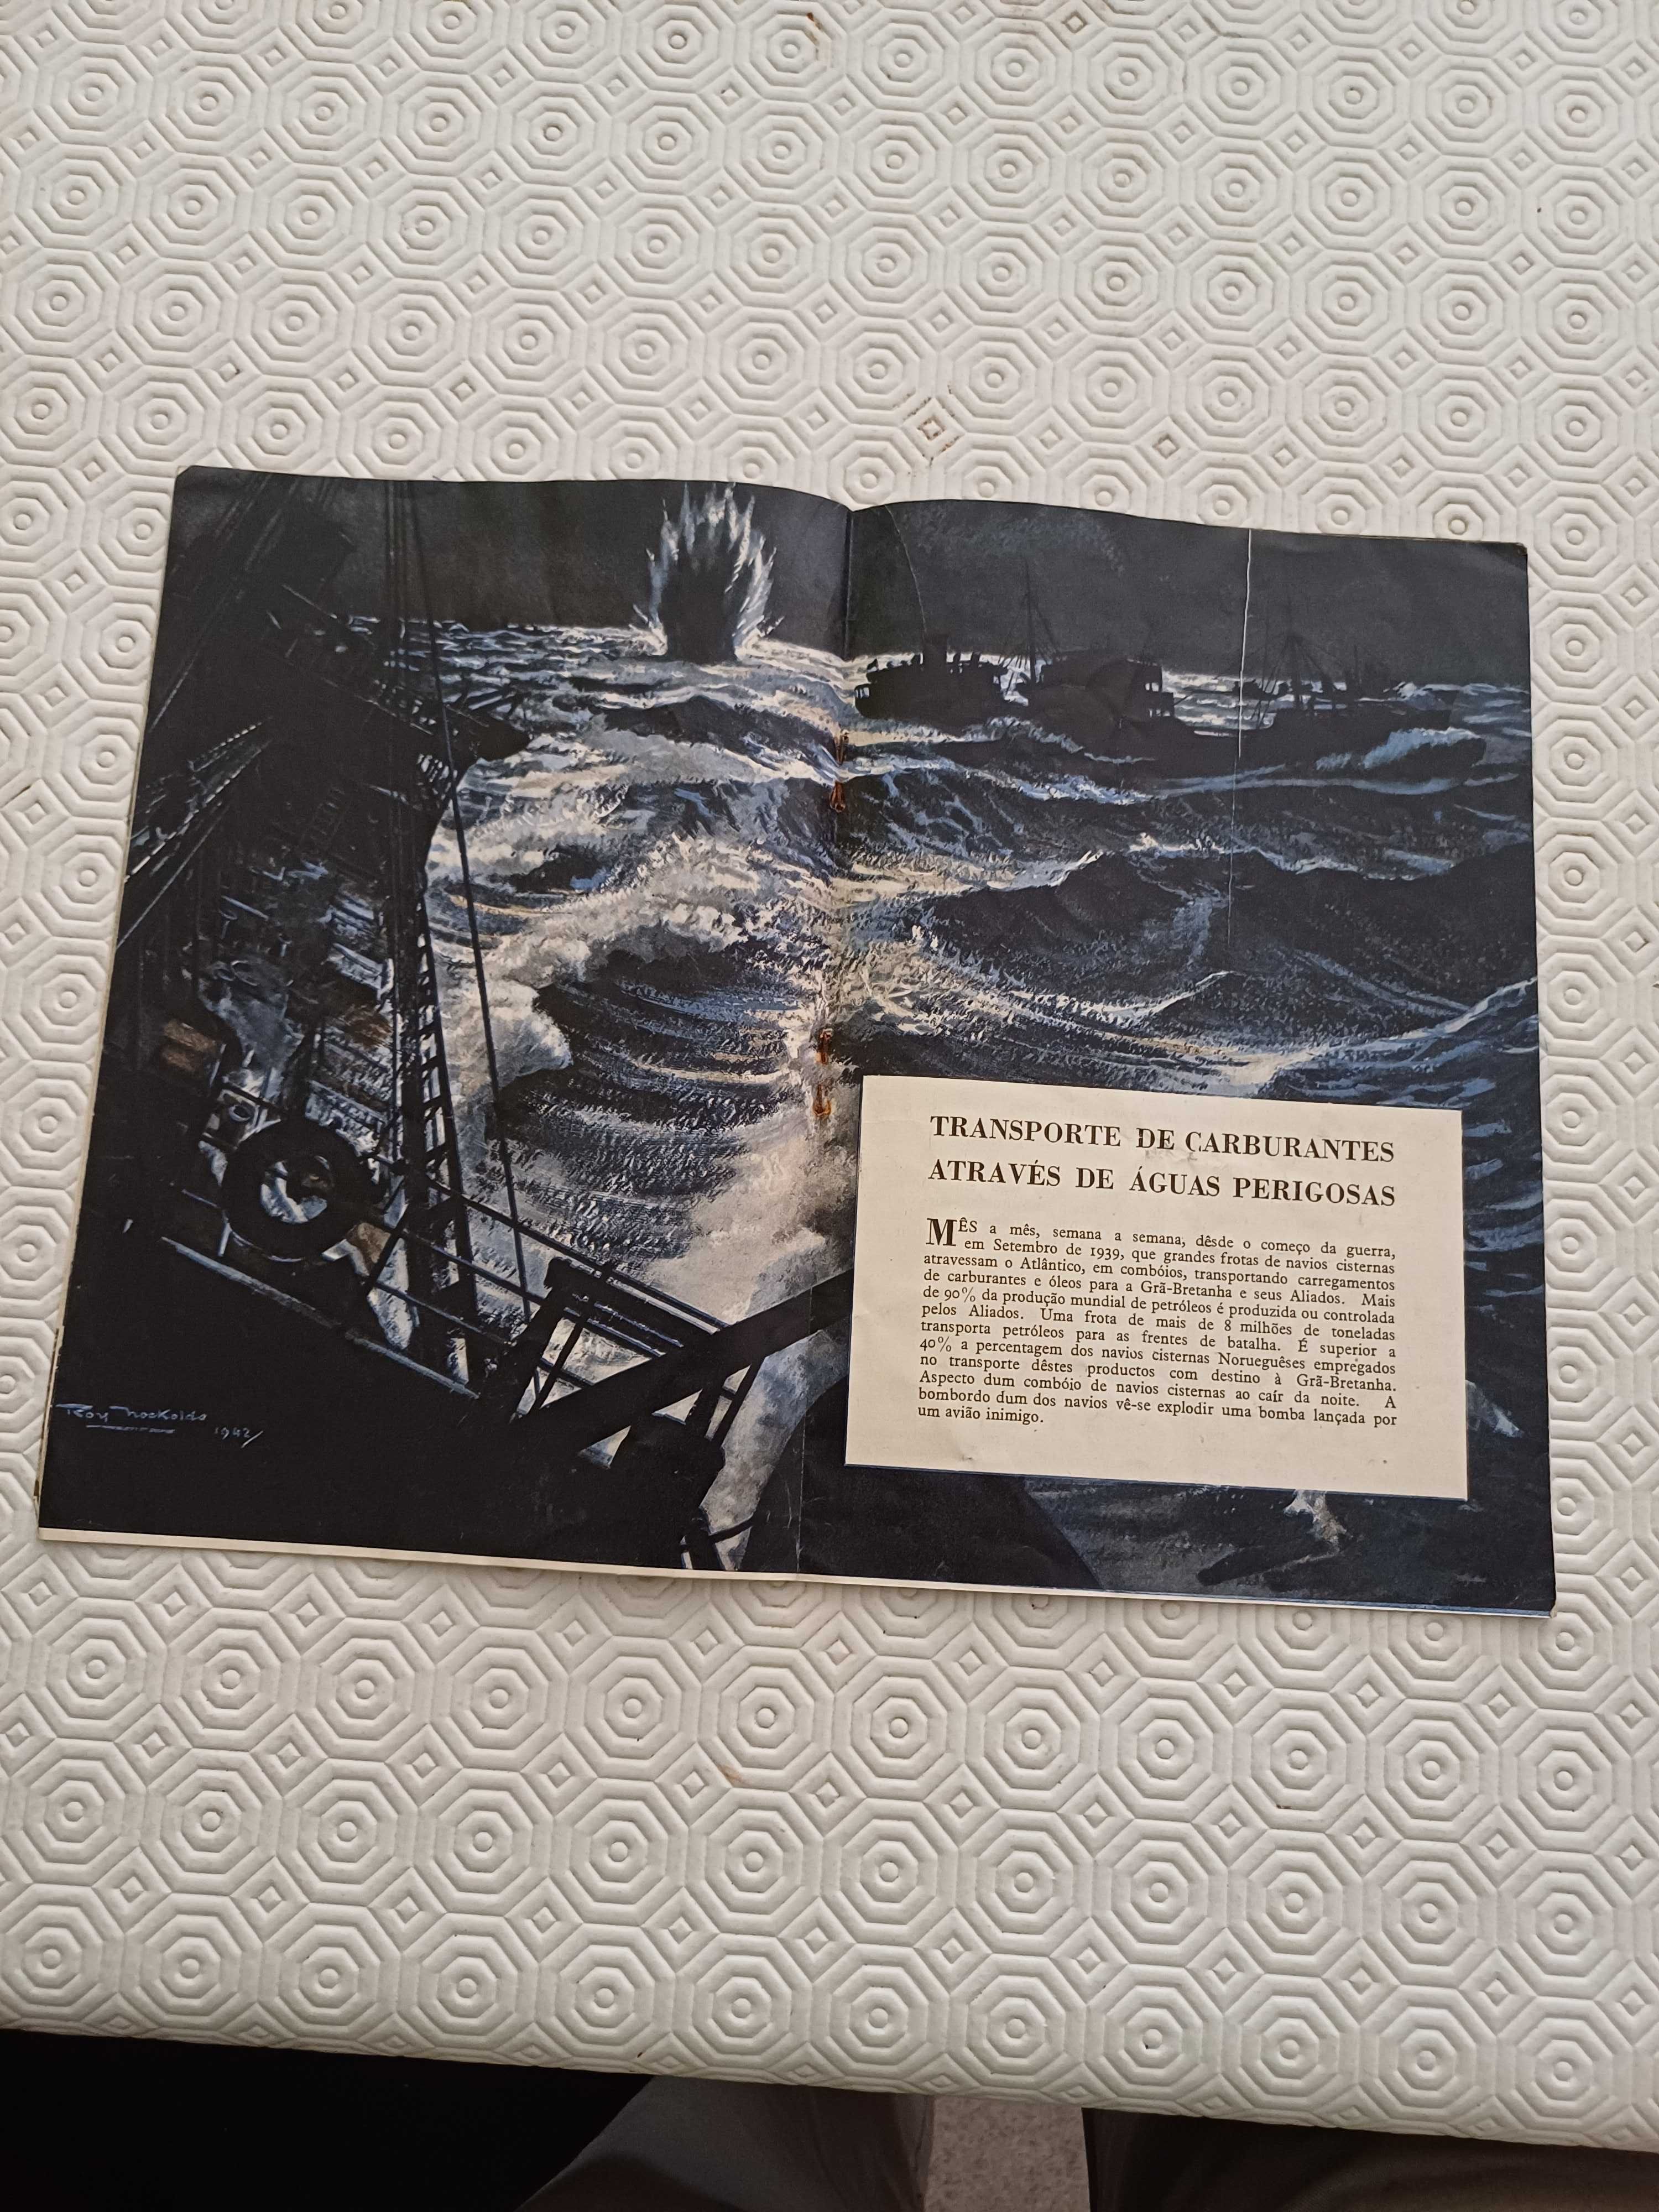 TRANSPORTE DE CARBURANTES
ATRAVÉS DE ÁGUAS PERIGOSAS
MÊS a mês, semana a semana, dêsde o começo da guerra,
em Setembro de 1939, que grandes frotas de navios cisternas
atravessam o Atlântico, em combóios, transportando carregamentos
de carburantes e óleos para a Grã-Bretanha e seus Aliados. Mais
de 90% da produção mundial de petróleos é produzida ou controlada
pelos Aliados. Uma frota de mais de 8 milhões de toneladas
transporta petróleos para as frentes de batalha. É superior a
40% a percentagem dos navios cisternas Norueguêses empregados
no transporte dêstes productos com destino à Grã-Bretanha.
Aspecto dum combóio de navios cisternas ao caír da noite. A
bombordo dum dos navios vê-se explodir uma bomba lançada por
um avião inimigo.
Roy Nockolds
1942